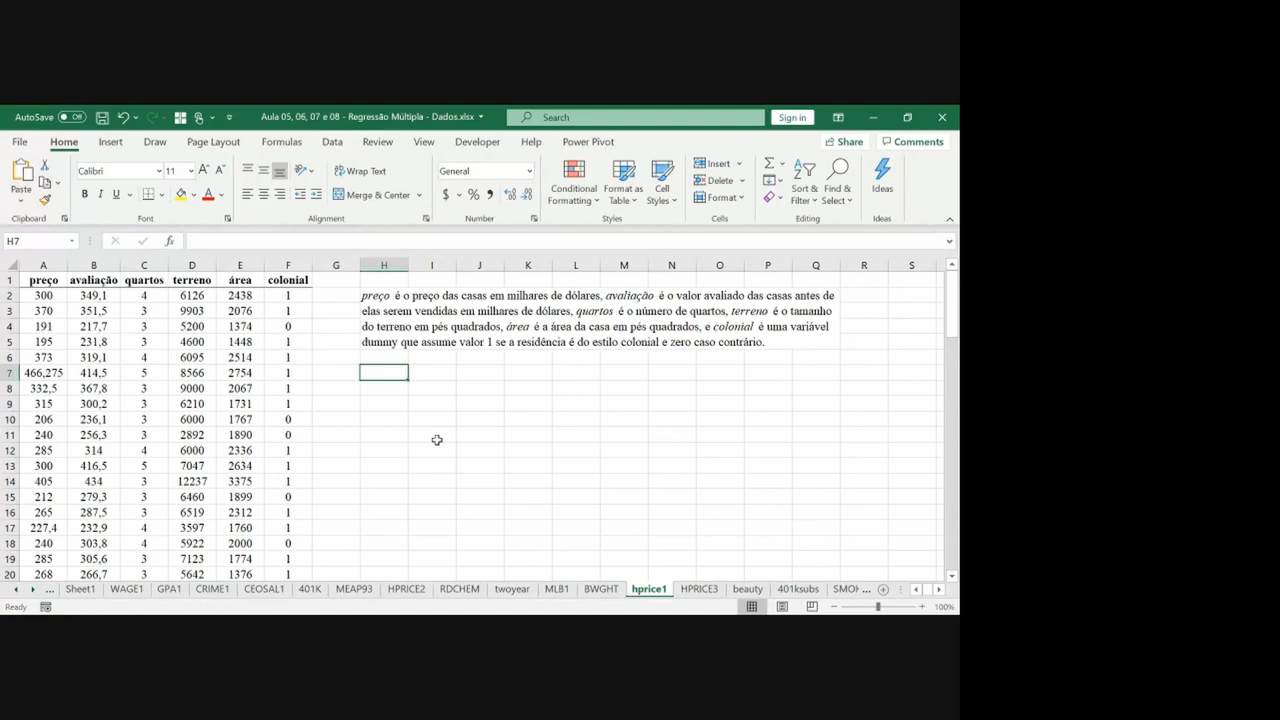 AutoSave Off Aula 05, 06, 07 e 08 - Regressão Múltipla - Dados.xlsx Search Sign in
File Home Insert Draw Page Layout Formulas Data Review View Developer Help Power Pivot Share Comments
Paste Calibri 11 Wrap Text General Conditional Formatting Format as Table Cell Styles Insert Sort & Filter Find & Select Ideas
B I U Merge & Center $ % Delete
Format
Clipboard Font Alignment Number Styles Cells Editing Ideas
H7 fx
A B C D E F G H I J K L M N O P Q R S
1 preço avaliação quartos terreno área colonial
2 300 349,1 4 6126 2438 1 preço é o preço das casas em milhares de dólares, avaliação é o valor avaliado das casas antes de
3 370 351,5 3 9903 2076 1 elas serem vendidas em milhares de dólares, quartos é o número de quartos, terreno é o tamanho
4 191 217,7 3 5200 1374 0 do terreno em pés quadrados, área é a área da casa em pés quadrados, e colonial é uma variável
5 195 231,8 3 4600 1448 1 dummy que assume valor 1 se a residência é do estilo colonial e zero caso contrário.
6 373 319,1 4 6095 2514 1
7 466,275 414,5 5 8566 2754 1
8 332,5 367,8 3 9000 2067 1
9 315 300,2 3 6210 1731 1
10 206 236,1 3 6000 1767 0
11 240 256,3 3 2892 1890 0
12 285 314 4 6000 2336 1
13 300 416,5 5 7047 2634 1
14 405 434 3 12237 3375 1
15 212 279,3 3 6460 1899 0
16 265 287,5 3 6519 2312 1
17 227,4 232,9 4 3597 1760 1
18 240 303,8 4 5922 2000 0
19 285 305,6 3 7123 1774 1
20 268 266,7 3 5642 1376 1
... Sheet1 WAGE1 GPA1 CRIME1 CEOSAL1 401K MEAP93 HPRICE2 RDCHEM twoyear MLB1 BWGHT hprice1 HPRICE3 beauty 401ksubs SMOK ...
Ready 100%